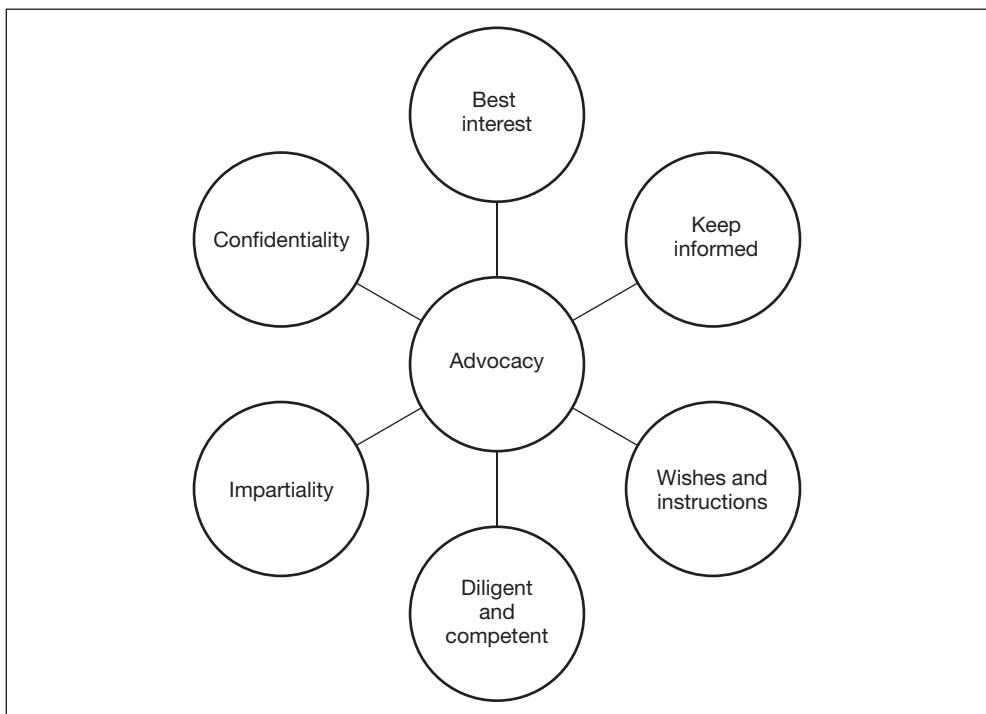 Best
interest
Confidentiality
Keep
informed
Advocacy
Impartiality
Wishes and
instructions
Diligent
and
competent